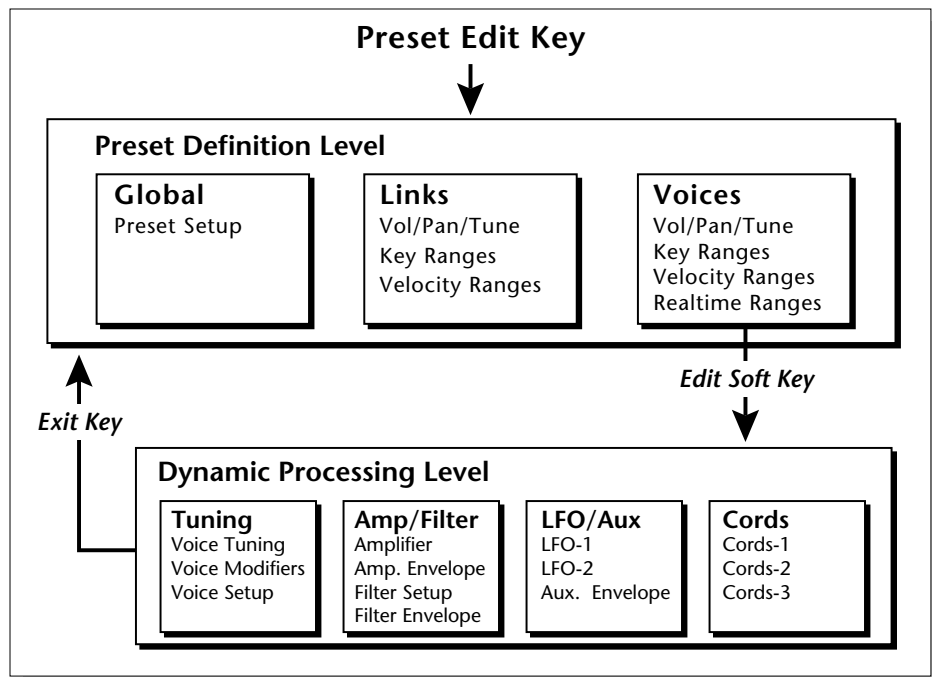 Preset Edit Key
Preset Definition Level
Global
Preset Setup
Links
Vol/Pan/Tune
Key Ranges
Velocity Ranges
Voices
Vol/Pan/Tune
Key Ranges
Velocity Ranges
Realtime Ranges
Edit Soft Key
Exit Key
Dynamic Processing Level
Tuning
Voice Tuning
Voice Modifiers
Voice Setup
Amp/Filter
Amplifier
Amp. Envelope
Filter Setup
Filter Envelope
LFO/Aux
LFO-1
LFO-2
Aux. Envelope
Cords
Cords-1
Cords-2
Cords-3